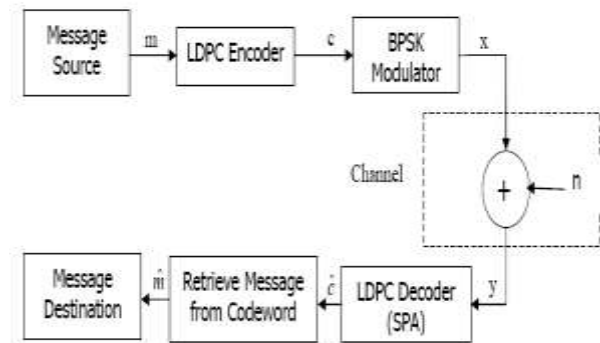 Message
Source
m
LDPC Encoder
c
BPSK
Modulator
x
Channel
+
n
Message
Destination
m̂
Retrieve Message
from Codeword
ĉ
LDPC Decoder
(SPA)
y